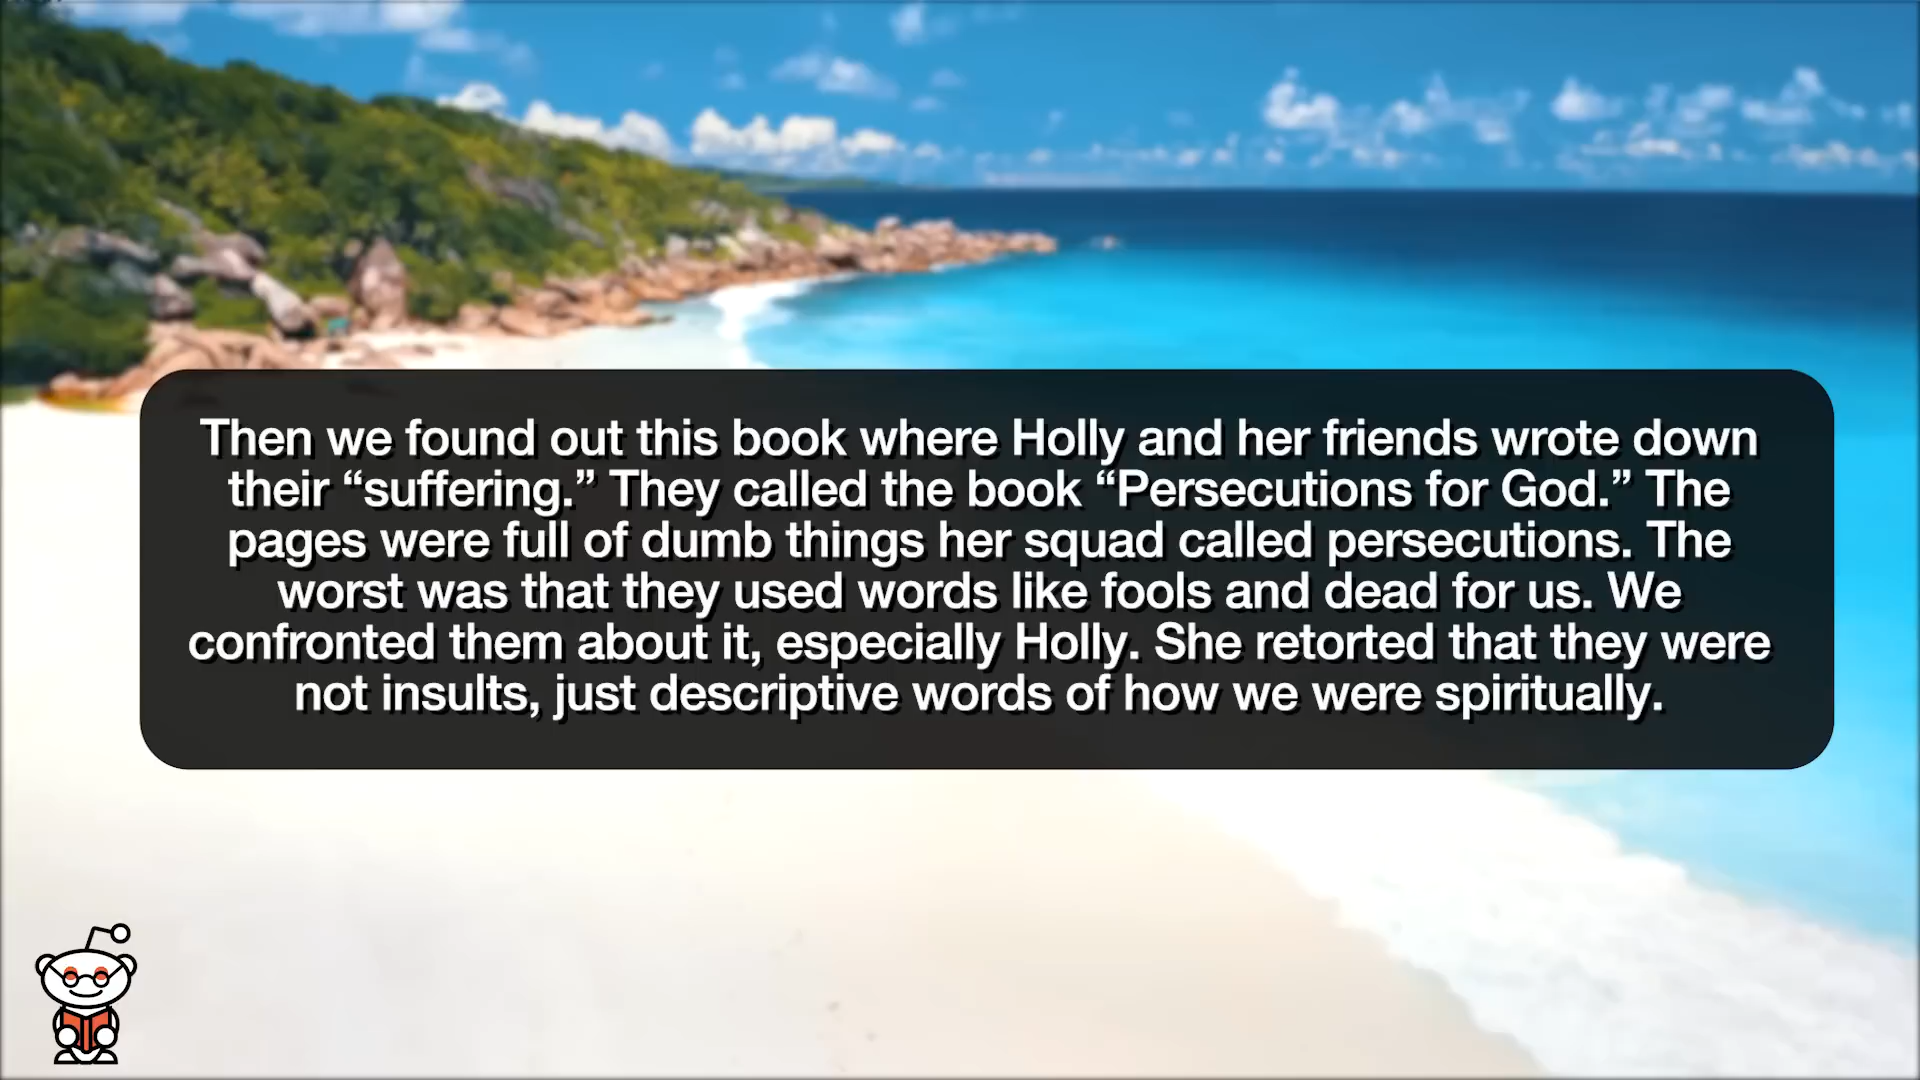 Then we found out this book where Holly and her friends wrote down
their “suffering.” They called the book “Persecutions for God.” The
pages were full of dumb things her squad called persecutions. The
worst was that they used words like fools and dead for us. We
confronted them about it, especially Holly. She retorted that they were
not insults, just descriptive words of how we were spiritually.